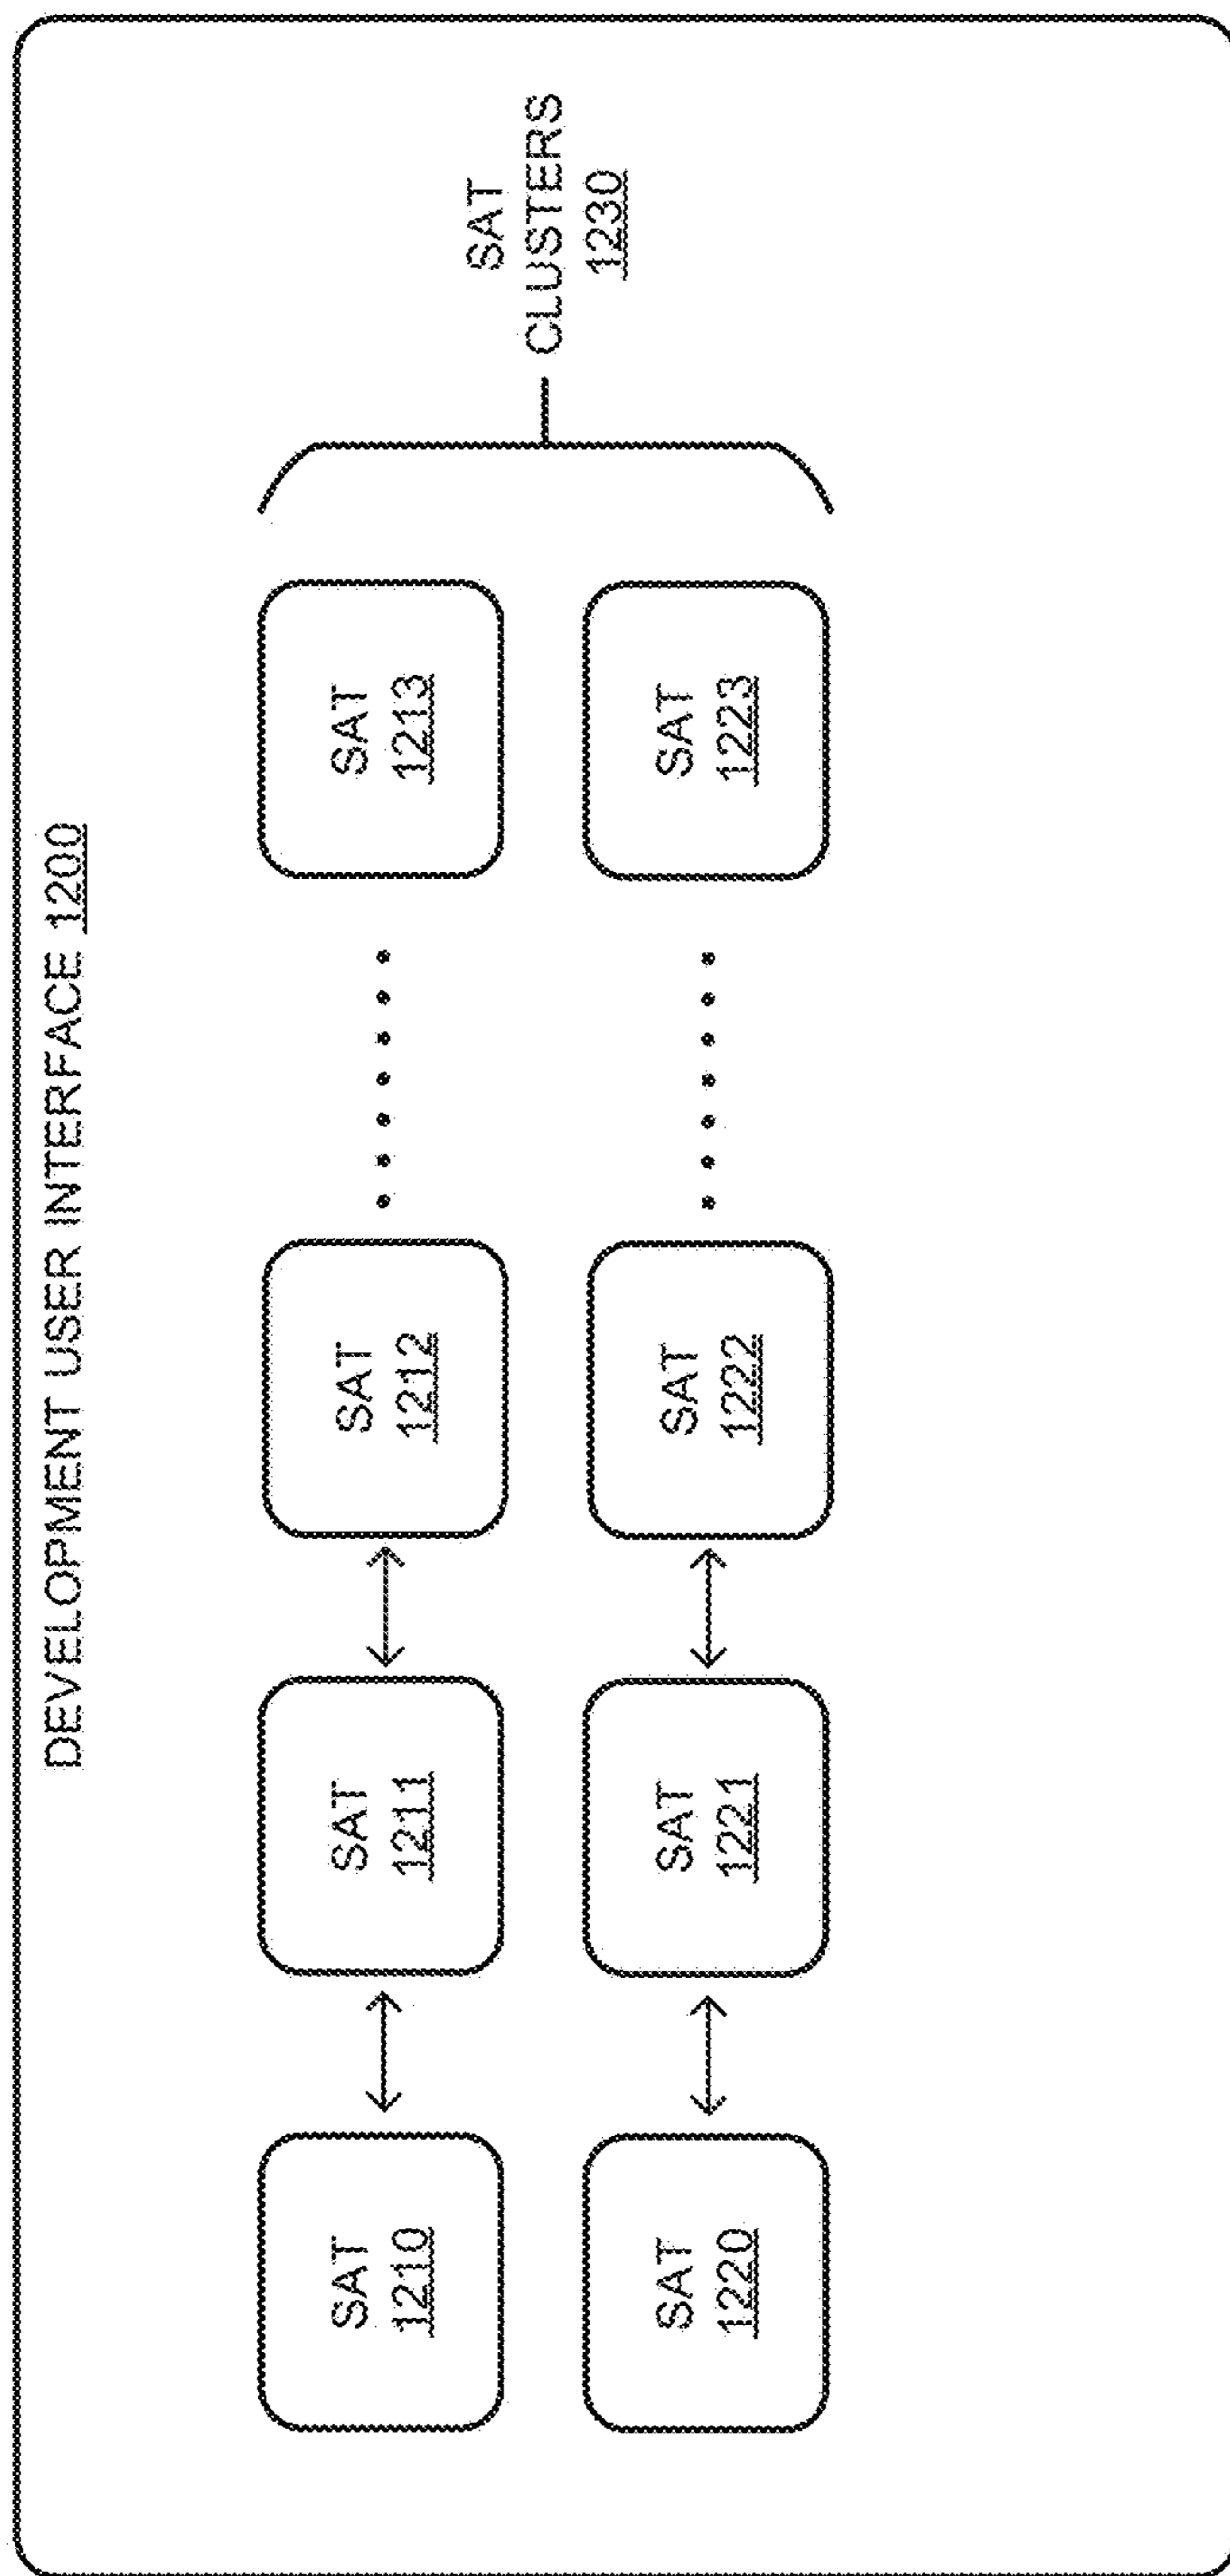 DEVELOPMENT USER INTERFACE 1200
SAT
1210
SAT
1211
SAT
1212
SAT
1213
SAT
1220
SAT
1221
SAT
1222
SAT
1223
SAT
CLUSTERS
1230